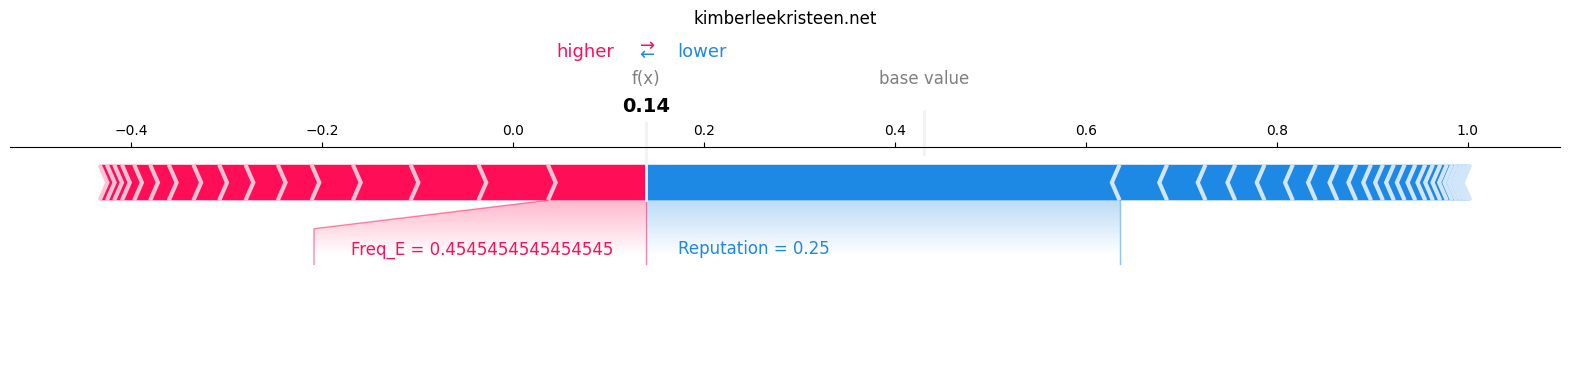 kimberleekristeen.net
higher ⇄ lower
f(x) base value
0.14
−0.4 −0.2 0.0 0.2 0.4 0.6 0.8 1.0
Freq_E = 0.4545454545454545 Reputation = 0.25